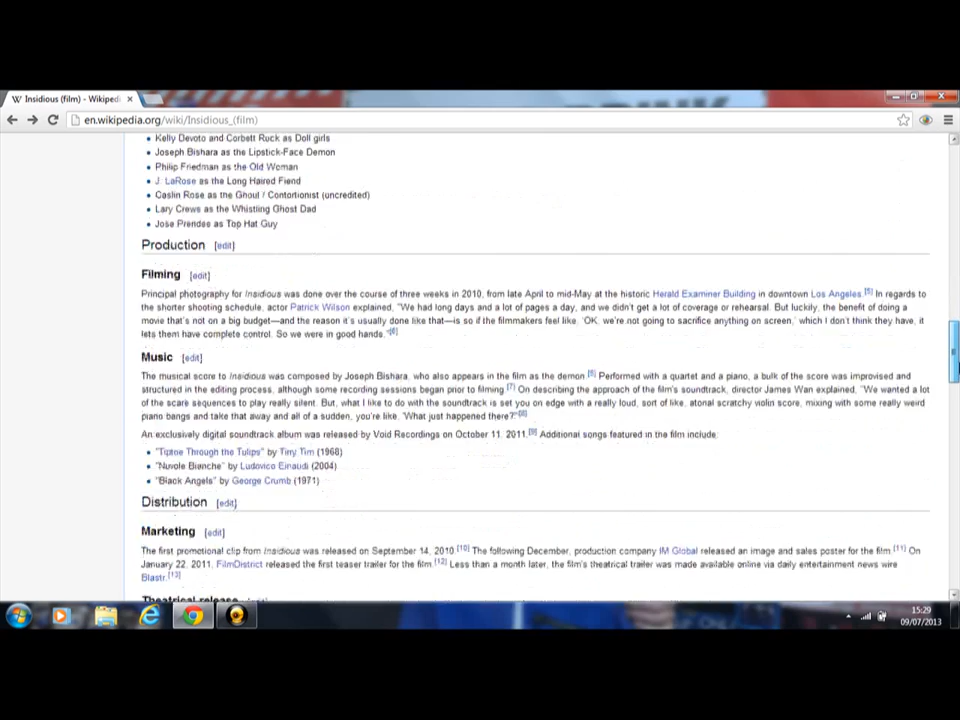 Insidious (film) - Wikipedi
en.wikipedia.org/wiki/Insidious_(film)
Kelly Devoto and Corbett Ruck as Doll girls
Joseph Bishara as the Lipstick-Face Demon
Philip Friedman as the Old Woman
J. LaRose as the Long Haired Fiend
Caslin Rose as the Ghoul / Contortionist (uncredited)
Lary Crews as the Whistling Ghost Dad
Jose Prendes as Top Hat Guy
Production [edit]
Filming [edit]
Principal photography for Insidious was done over the course of three weeks in 2010, from late April to mid-May at the historic Herald Examiner Building in downtown Los Angeles.[5] In regards to
the shorter shooting schedule, actor Patrick Wilson explained, "We had long days and a lot of pages a day, and we didn't get a lot of coverage or rehearsal. But luckily, the benefit of doing a
movie that's not on a big budget—and the reason it's usually done like that—is so if the filmmakers feel like, 'OK, we're not going to sacrifice anything on screen,' which I don't think they have, it
lets them have complete control. So we were in good hands."[6]
Music [edit]
The musical score to Insidious was composed by Joseph Bishara, who also appears in the film as the demon.[5] Performed with a quartet and a piano, a bulk of the score was improvised and
structured in the editing process, although some recording sessions began prior to filming.[7] On describing the approach of the film's soundtrack, director James Wan explained, "We wanted a lot
of the scare sequences to play really silent. But, what I like to do with the soundtrack is set you on edge with a really loud, sort of like, atonal scratchy violin score, mixing with some really weird
piano bangs and take that away and all of a sudden, you're like, 'What just happened there?'"[8]
An exclusively digital soundtrack album was released by Void Recordings on October 11, 2011.[9] Additional songs featured in the film include:
"Tiptoe Through the Tulips" by Tiny Tim (1968)
"Nuvole Bianche" by Ludovico Einaudi (2004)
"Black Angels" by George Crumb (1971)
Distribution [edit]
Marketing [edit]
The first promotional clip from Insidious was released on September 14, 2010.[10] The following December, production company IM Global released an image and sales poster for the film.[11] On
January 22, 2011, FilmDistrict released the first teaser trailer for the film.[12] Less than a month later, the film's theatrical trailer was made available online via daily entertainment news wire
Blastr.[13]
Theatrical release
15:29
09/07/2013